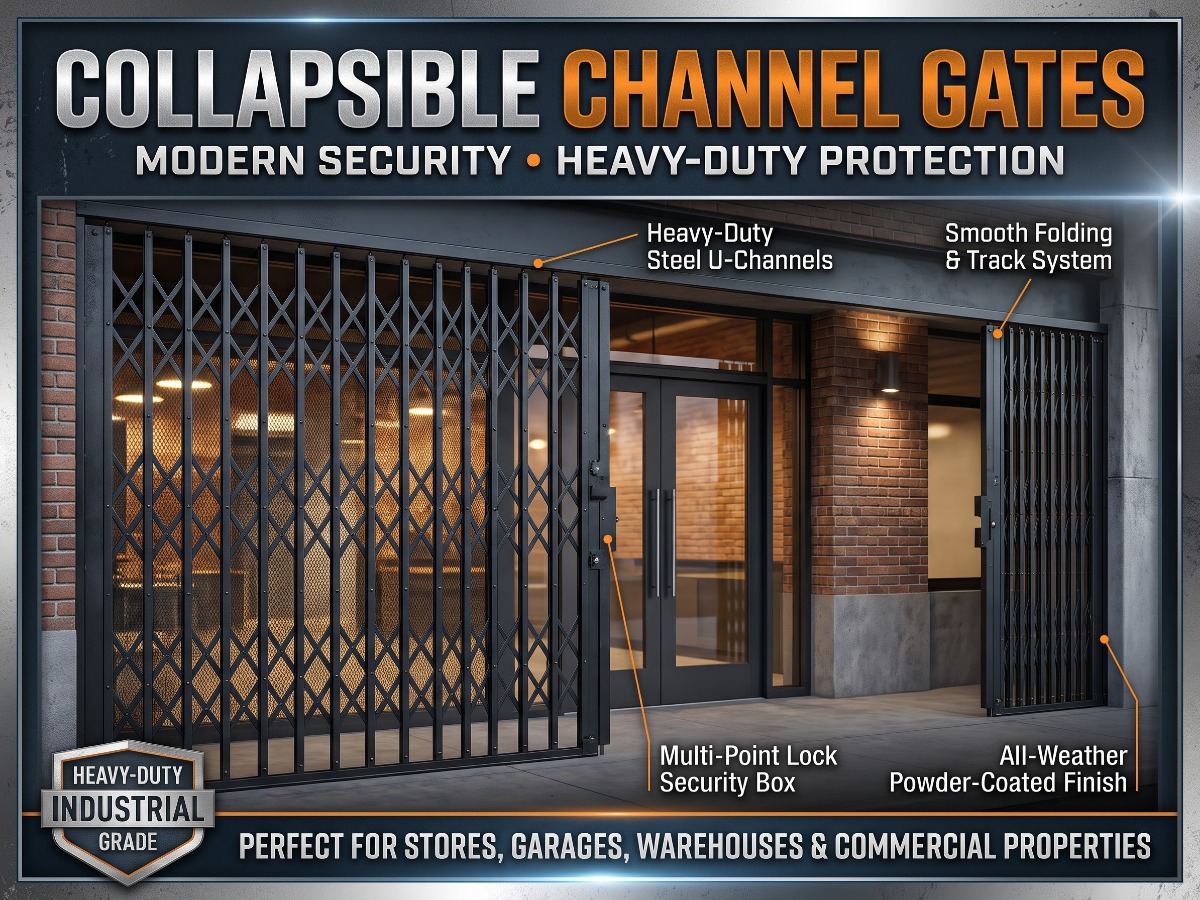 COLLAPSIBLE CHANNEL GATES
MODERN SECURITY • HEAVY-DUTY PROTECTION
Heavy-Duty
Steel U-Channels
Smooth Folding
& Track System
Multi-Point Lock
Security Box
All-Weather
Powder-Coated Finish
HEAVY-DUTY
INDUSTRIAL
GRADE
PERFECT FOR STORES, GARAGES, WAREHOUSES & COMMERCIAL PROPERTIES